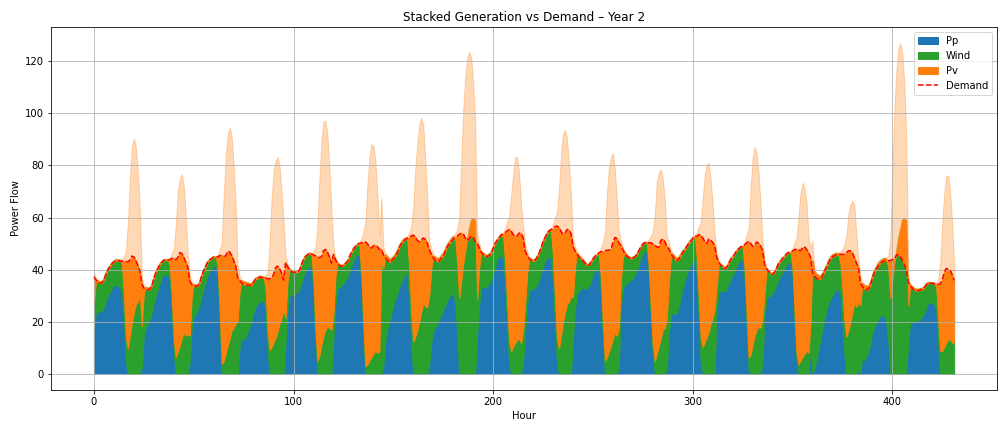 Stacked Generation vs Demand – Year 2
Pp
Wind
Pv
Demand
Power Flow
120
100
80
60
40
20
0
0 100 200 300 400
Hour